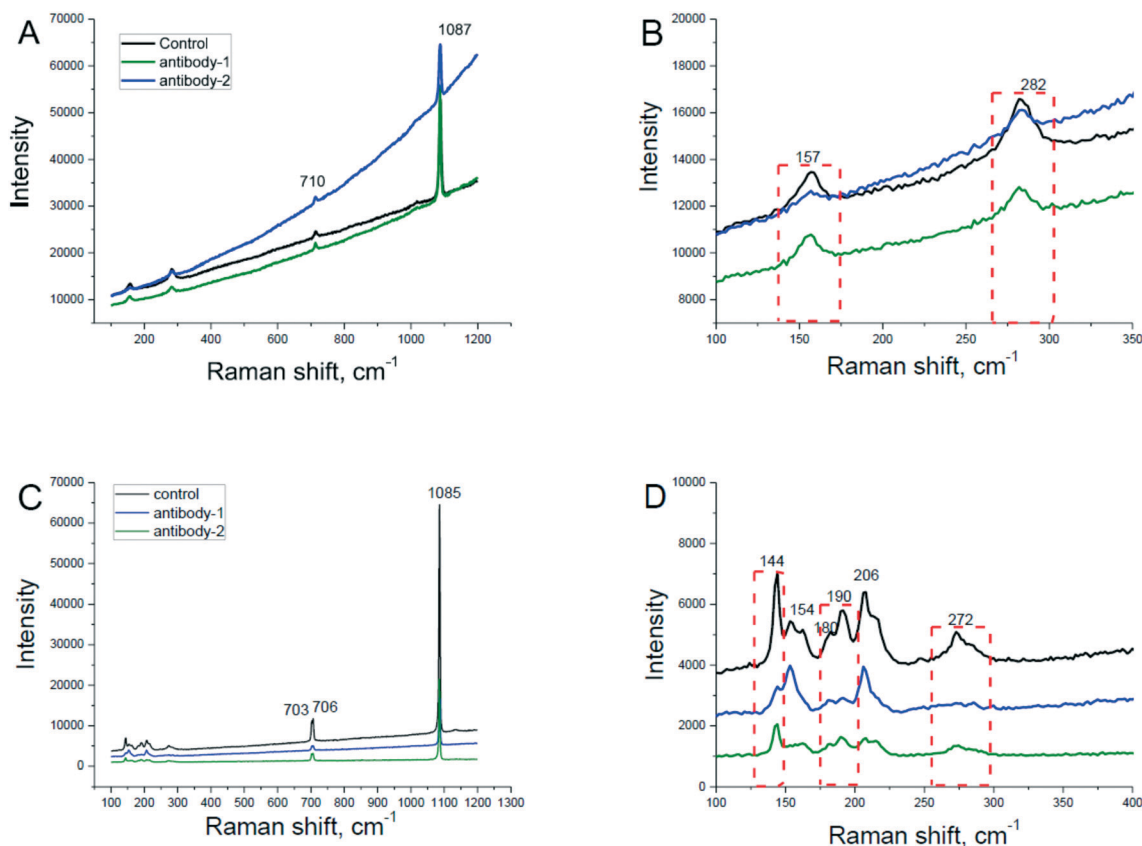 A
Control
antibody-1
antibody-2
1087
710
Intensity
70000
60000
50000
40000
30000
20000
10000
200 400 600 800 1000 1200
Raman shift, cm-1
B
282
157
Intensity
20000
18000
16000
14000
12000
10000
8000
100 150 200 250 300 350
Raman shift, cm-1
C
control
antibody-1
antibody-2
1085
703 706
Intensity
70000
60000
50000
40000
30000
20000
10000
0
100 200 300 400 500 600 700 800 900 1000 1100 1200 1300
Raman shift, cm-1
D
144
154
180
190
206
272
Intensity
10000
8000
6000
4000
2000
0
100 150 200 250 300 350 400
Raman shift, cm-1